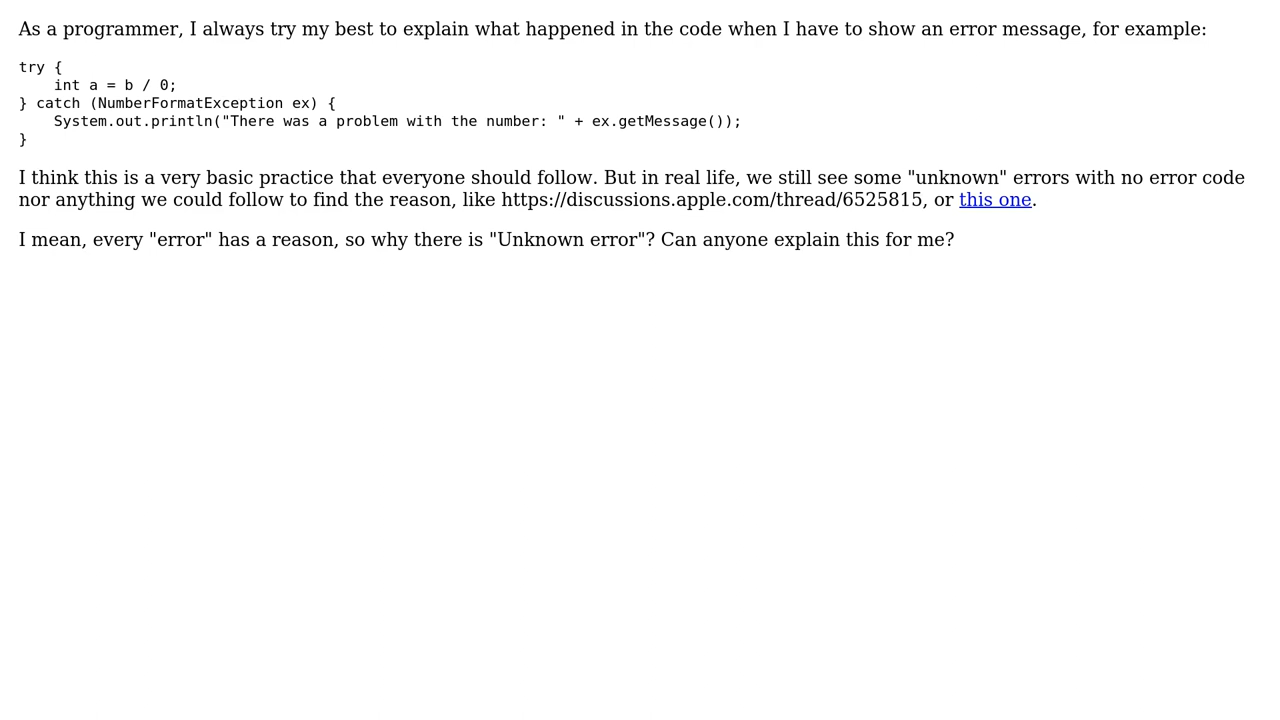 As a programmer, I always try my best to explain what happened in the code when I have to show an error message, for example:
try {
    int a = b / 0;
} catch (NumberFormatException ex) {
    System.out.println("There was a problem with the number: " + ex.getMessage());
}
I think this is a very basic practice that everyone should follow. But in real life, we still see some "unknown" errors with no error code
nor anything we could follow to find the reason, like https://discussions.apple.com/thread/6525815, or this one.
I mean, every "error" has a reason, so why there is "Unknown error"? Can anyone explain this for me?